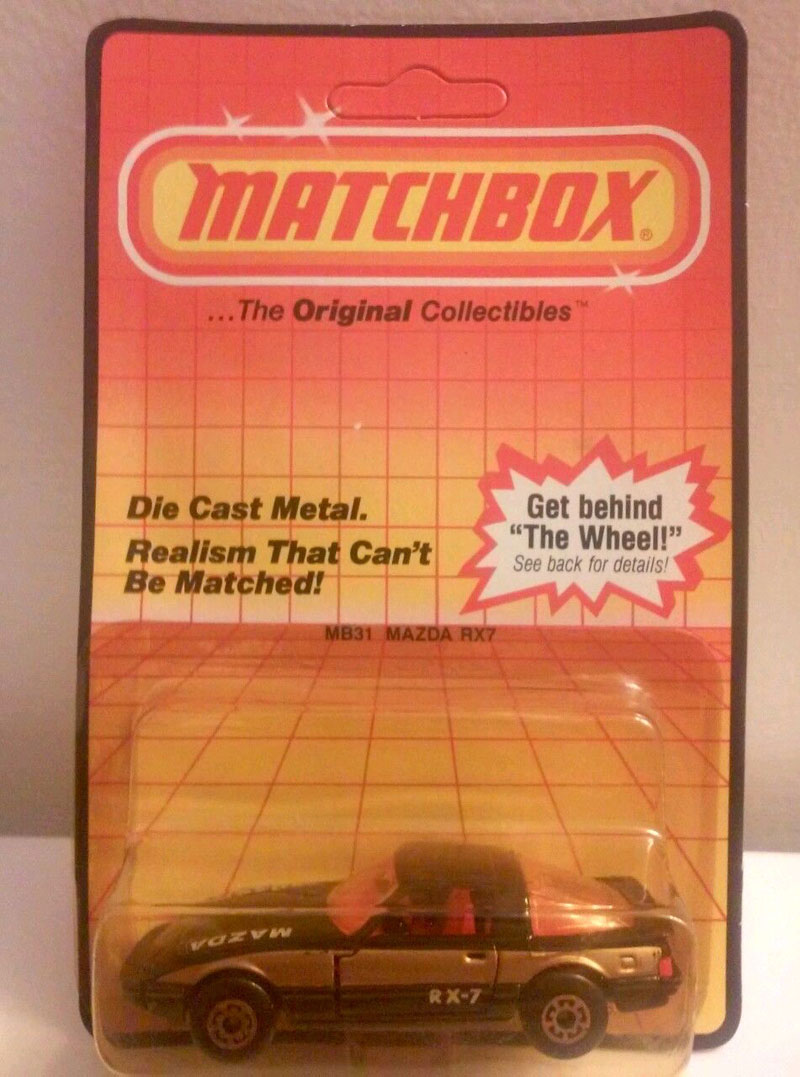 MATCHBOX®
...The Original Collectibles™
Die Cast Metal.
Realism That Can't
Be Matched!
Get behind
“The Wheel!”
See back for details!
MB31 MAZDA RX7
MAZDA
RX-7